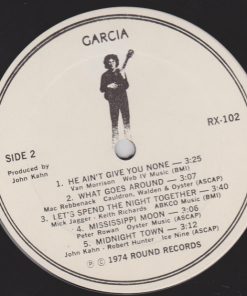 GARCIA
RX-102
SIDE 2
Produced by
John Kahn
1. HE AIN'T GIVE YOU NONE — 3:25
Van Morrison Web IV Music (BMI)
2. WHAT GOES AROUND — 3:07
Mac Rebbenack Cauldron, Walden & Oyster (ASCAP)
3. LET'S SPEND THE NIGHT TOGETHER — 3:40
Mick Jagger - Keith Richards ABKCO Music (BMI)
4. MISSISSIPPI MOON — 3:06
Peter Rowan Oyster Music (ASCAP)
5. MIDNIGHT TOWN — 3:12
John Kahn - Robert Hunter Ice Nine (ASCAP)
℗ © 1974 ROUND RECORDS